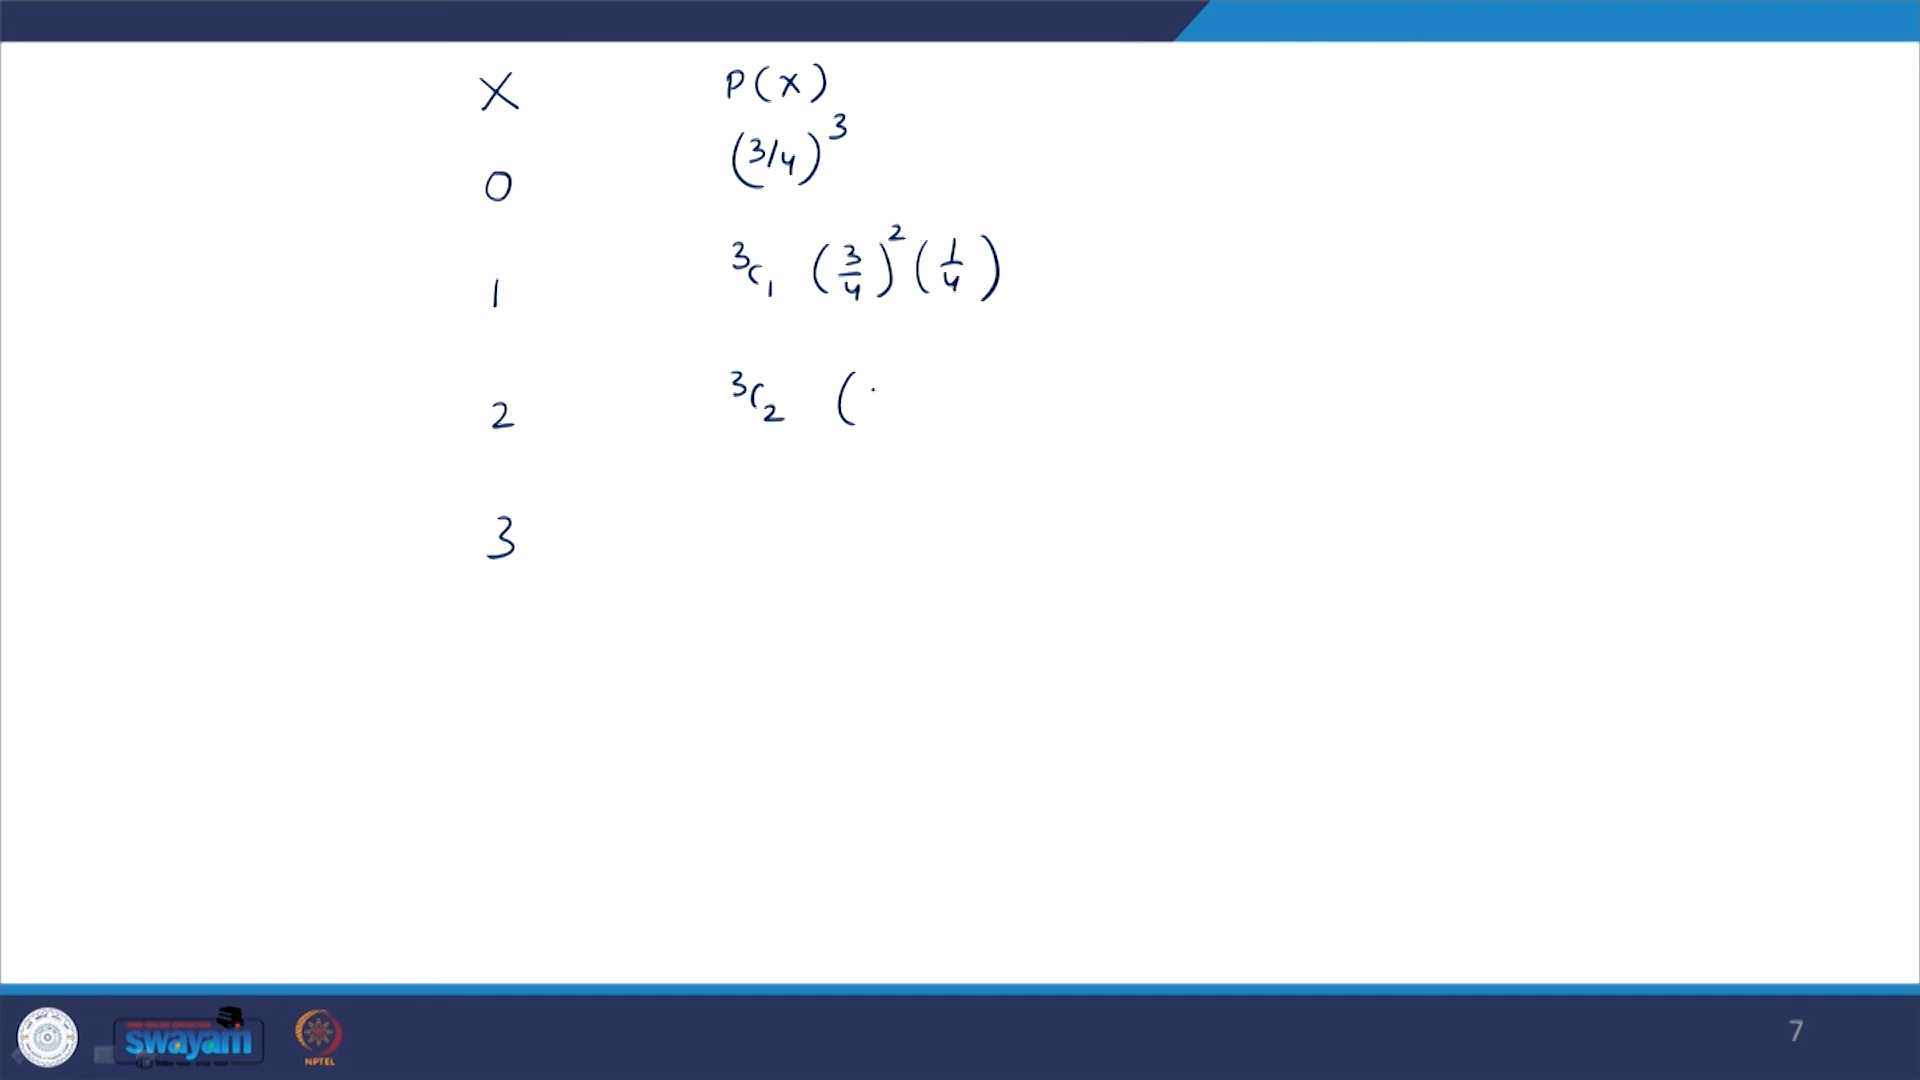 X P(X)
0 (3/4)^3
1 3C1 (3/4)^2 (1/4)
2 3C2 (
3
swayam
NPTEL
7